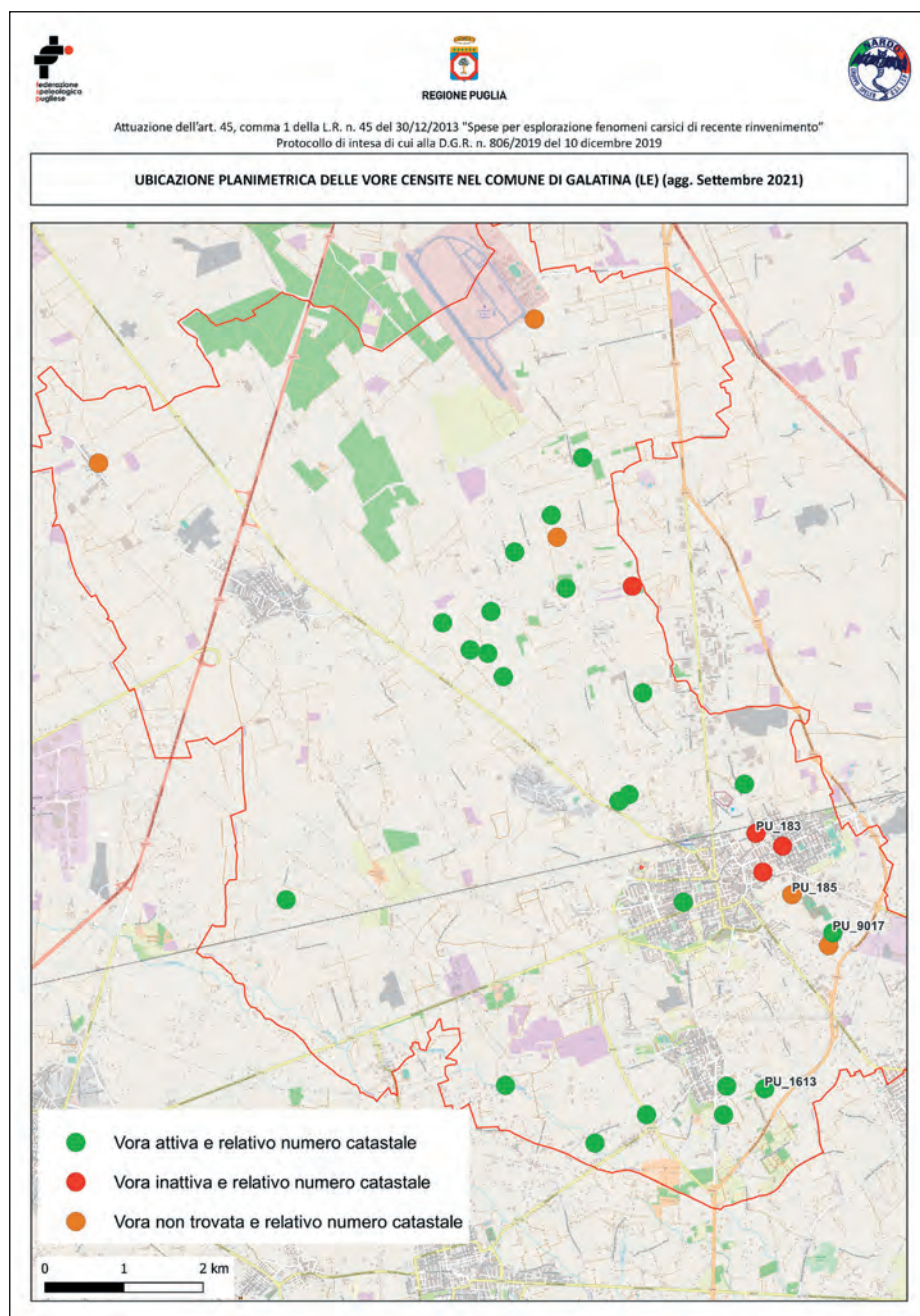 federazione
speleologica
pugliese
REGIONE PUGLIA
NARDÒ
Attuazione dell'art. 45, comma 1 della L.R. n. 45 del 30/12/2013 "Spese per esplorazione fenomeni carsici di recente rinvenimento"
Protocollo di intesa di cui alla D.G.R. n. 806/2019 del 10 dicembre 2019
UBICAZIONE PLANIMETRICA DELLE VORE CENSITE NEL COMUNE DI GALATINA (LE) (agg. Settembre 2021)
PU_183
PU_185
PU_9017
PU_1613
Vora attiva e relativo numero catastale
Vora inattiva e relativo numero catastale
Vora non trovata e relativo numero catastale
0 1 2 km